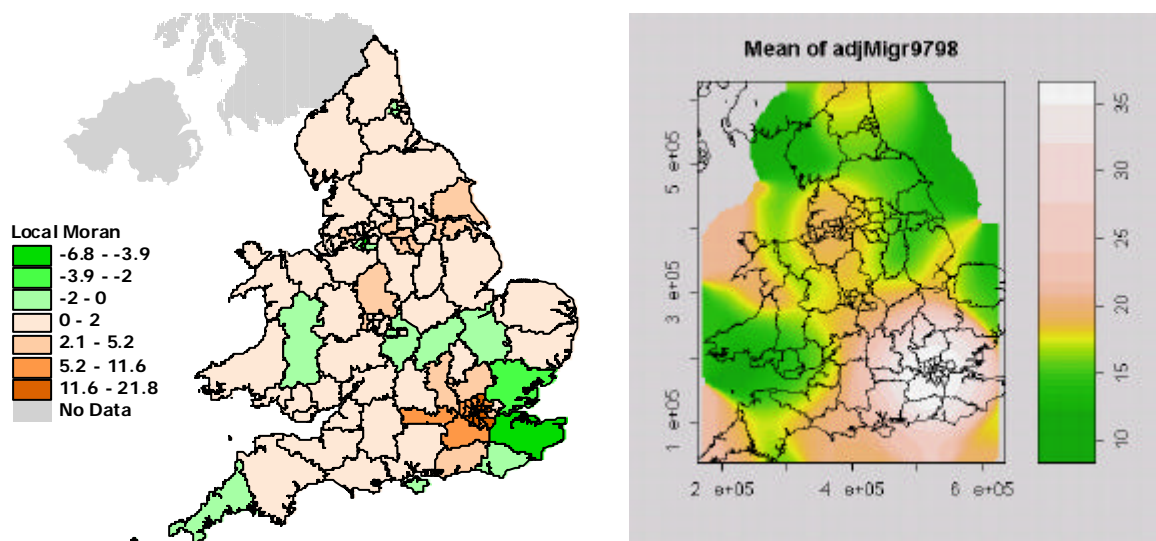 Local Moran
-6.8 - -3.9
-3.9 - -2
-2 - 0
0 - 2
2.1 - 5.2
5.2 - 11.6
11.6 - 21.8
No Data
Mean of adjMigr9798
5 e+05
3 e+05
1 e+05
2 e+05
4 e+05
6 e+05
35
30
25
20
15
10